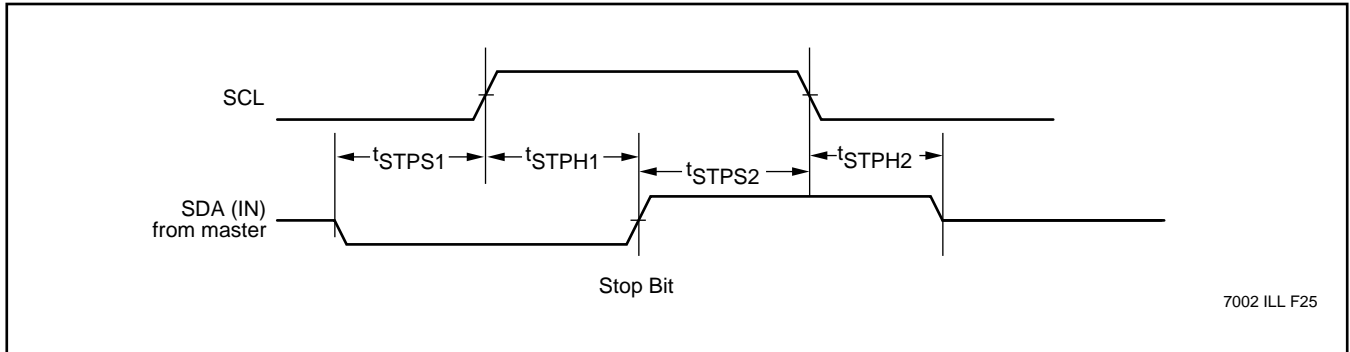 SCL
tSTPS1
tSTPH1
tSTPS2
tSTPH2
SDA (IN)
from master
Stop Bit
7002 ILL F25